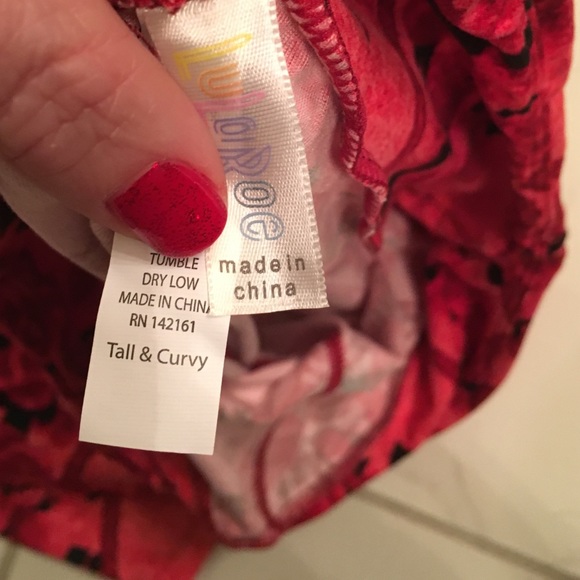 LuLaRoe
made in
china
TUMBLE
DRY LOW
MADE IN CHINA
RN 142161
Tall & Curvy